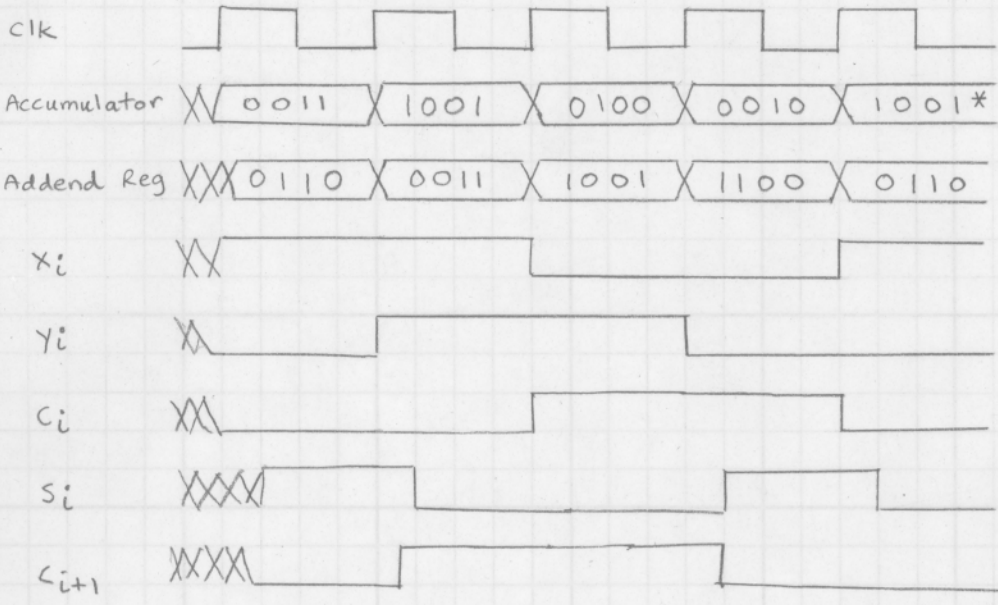 Clk
Accumulator 0011 1001 0100 0010 1001*
Addend Reg 0110 0011 1001 1100 0110
Xi
Yi
Ci
Si
Ci+1